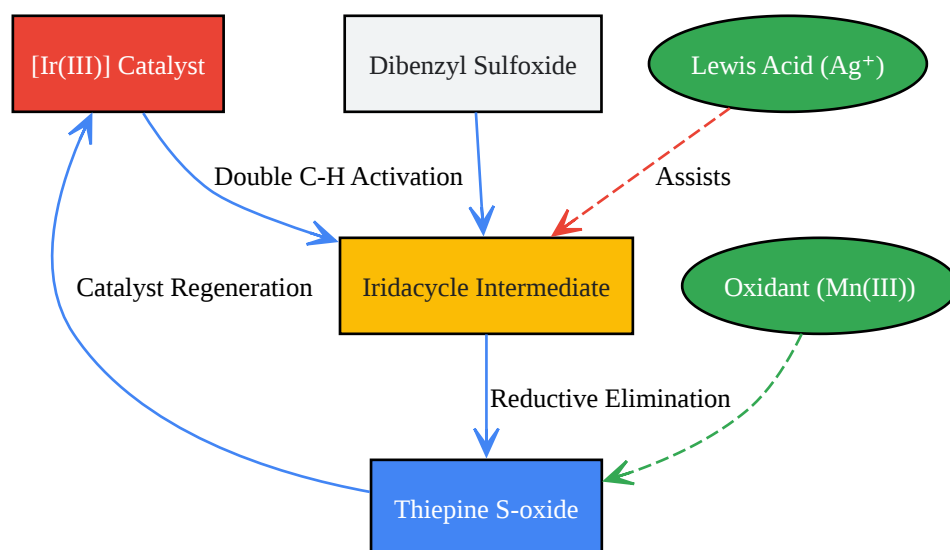 [Ir(III)] Catalyst
Dibenzyl Sulfoxide
Lewis Acid (Ag⁺)
Double C-H Activation
Assists
Catalyst Regeneration
Iridacycle Intermediate
Oxidant (Mn(III))
Reductive Elimination
Thiepine S-oxide